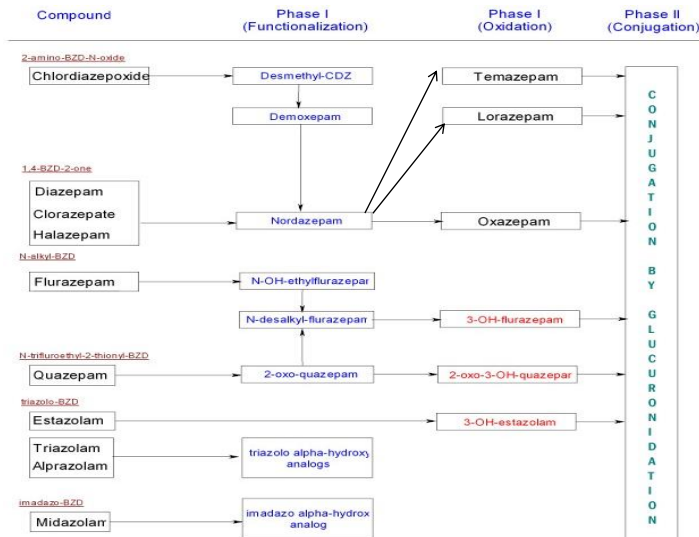 Compound Phase I Phase I Phase II
(Functionalization) (Oxidation) (Conjugation)
2-amino-BZD-N-oxide
Chlordiazepoxide Desmethyl-CDZ Temazepam
Demoxepam Lorazepam
1,4-BZD-2-one
Diazepam
Clorazepate Nordazepam Oxazepam
Halazepam
N-alkyl-BZD
Flurazepam N-OH-ethylflurazepar
N-desalkyl-flurazepam 3-OH-flurazepam
N-trifluroethyl-2-thionyl-BZD
Quazepam 2-oxo-quazepam 2-oxo-3-OH-quazepar
triazolo-BZD
Estazolam 3-OH-estazolam
Triazolam triazolo alpha-hydroxy
Alprazolam analogs
imadazo-BZD
Midazolam imadazo alpha-hydrox
analog
CONJUGATION BY GLUCURONIDATION